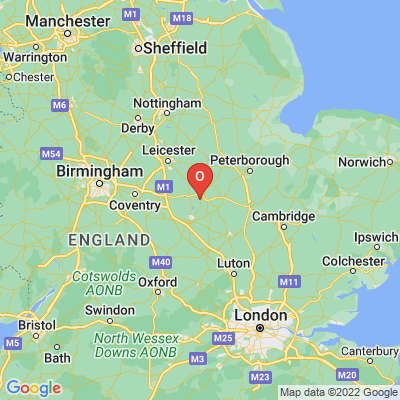 Manchester
M1
M18
Sheffield
Warrington
Chester
M6
Nottingham
Derby
Leicester
M54
Peterborough
Norwich
Birmingham
O
M1
Coventry
Cambridge
ENGLAND
Ipswich
M40
Luton
Colchester
Cotswolds
AONB
Oxford
M11
Swindon
London
Bristol
North Wessex
Downs AONB
M25
M5
Bath
M3
Canterbury
M20
M23
Google
Map data ©2022 Google